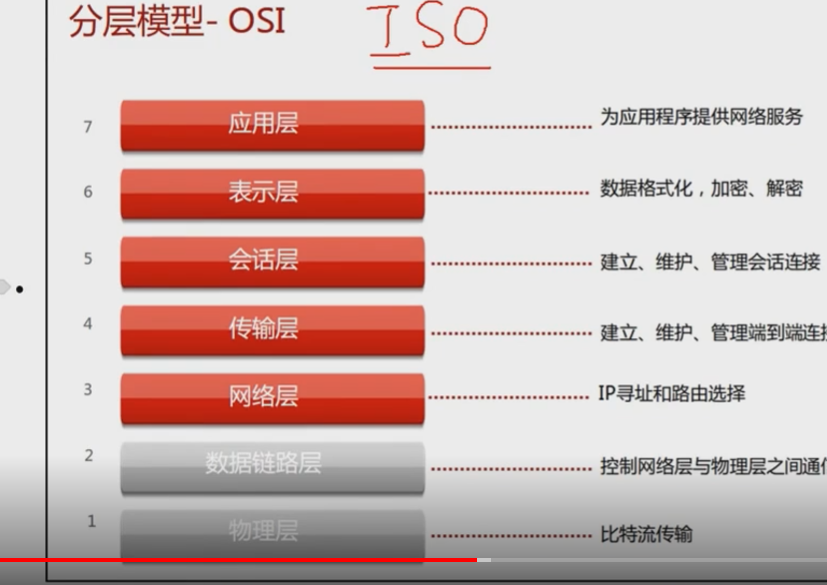 分层模型- OSI ISO
7 应用层 为应用程序提供网络服务
6 表示层 数据格式化，加密、解密
5 会话层 建立、维护、管理会话连接
4 传输层 建立、维护、管理端到端连
3 网络层 IP寻址和路由选择
2 数据链路层 控制网络层与物理层之间通
1 物理层 比特流传输